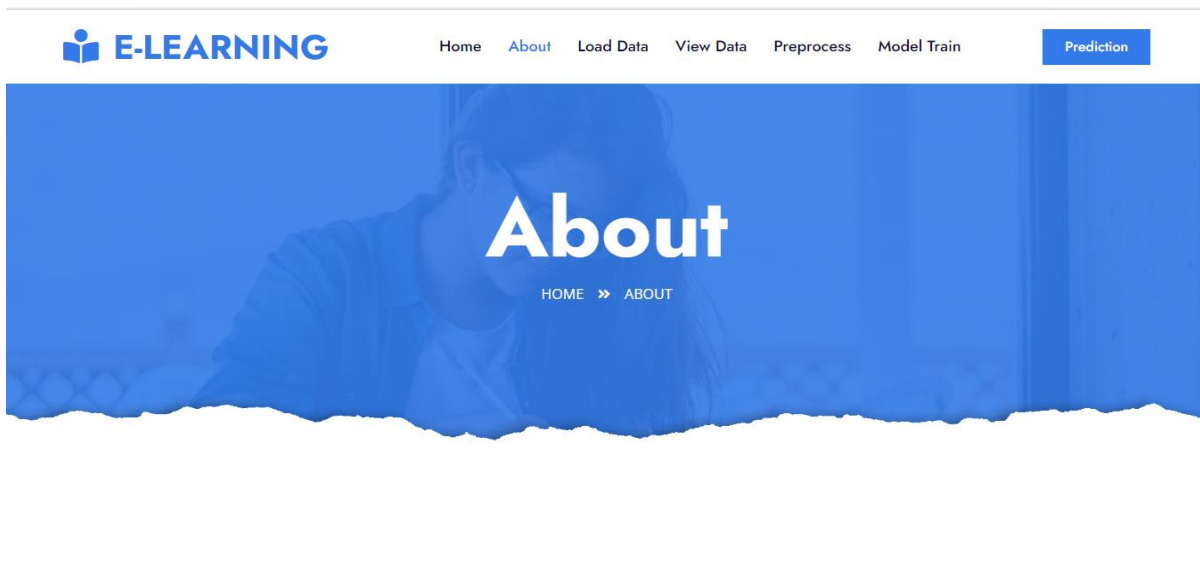 E-LEARNING Home About Load Data View Data Preprocess Model Train Prediction
About
HOME » ABOUT